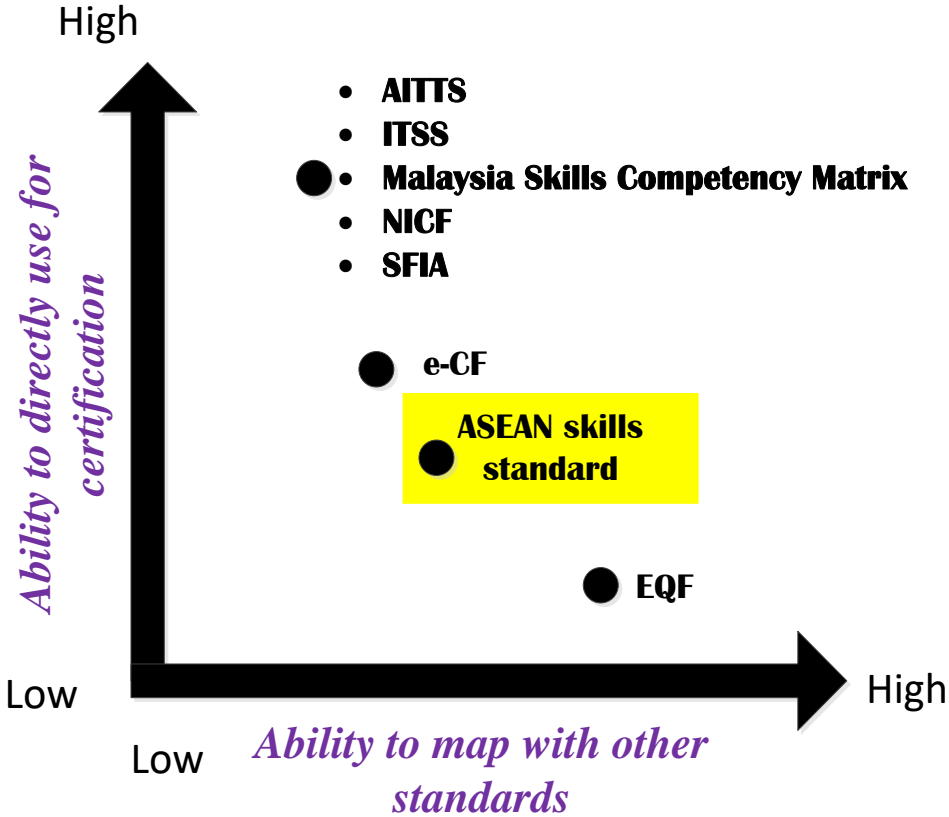 High
• AITTS
• ITSS
• Malaysia Skills Competency Matrix
• NICF
• SFIA
Ability to directly use for
certification
e-CF
ASEAN skills
standard
EQF
Low
High
Low
Ability to map with other
standards